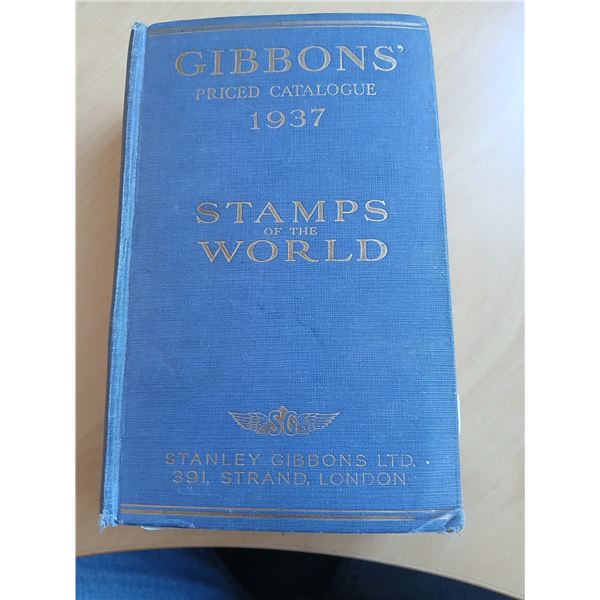 GIBBONS'
PRICED CATALOGUE
1937
STAMPS
OF THE
WORLD
SG
STANLEY GIBBONS LTD.
391, STRAND, LONDON